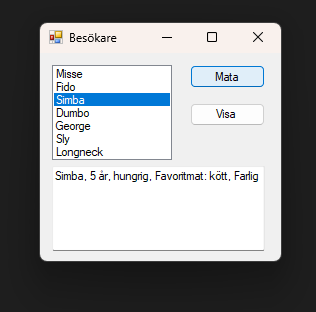 Besökare
Misse
Fido
Simba
Dumbo
George
Sly
Longneck
Mata
Visa
Simba, 5 år, hungrig, Favoritmat: kött, Farlig